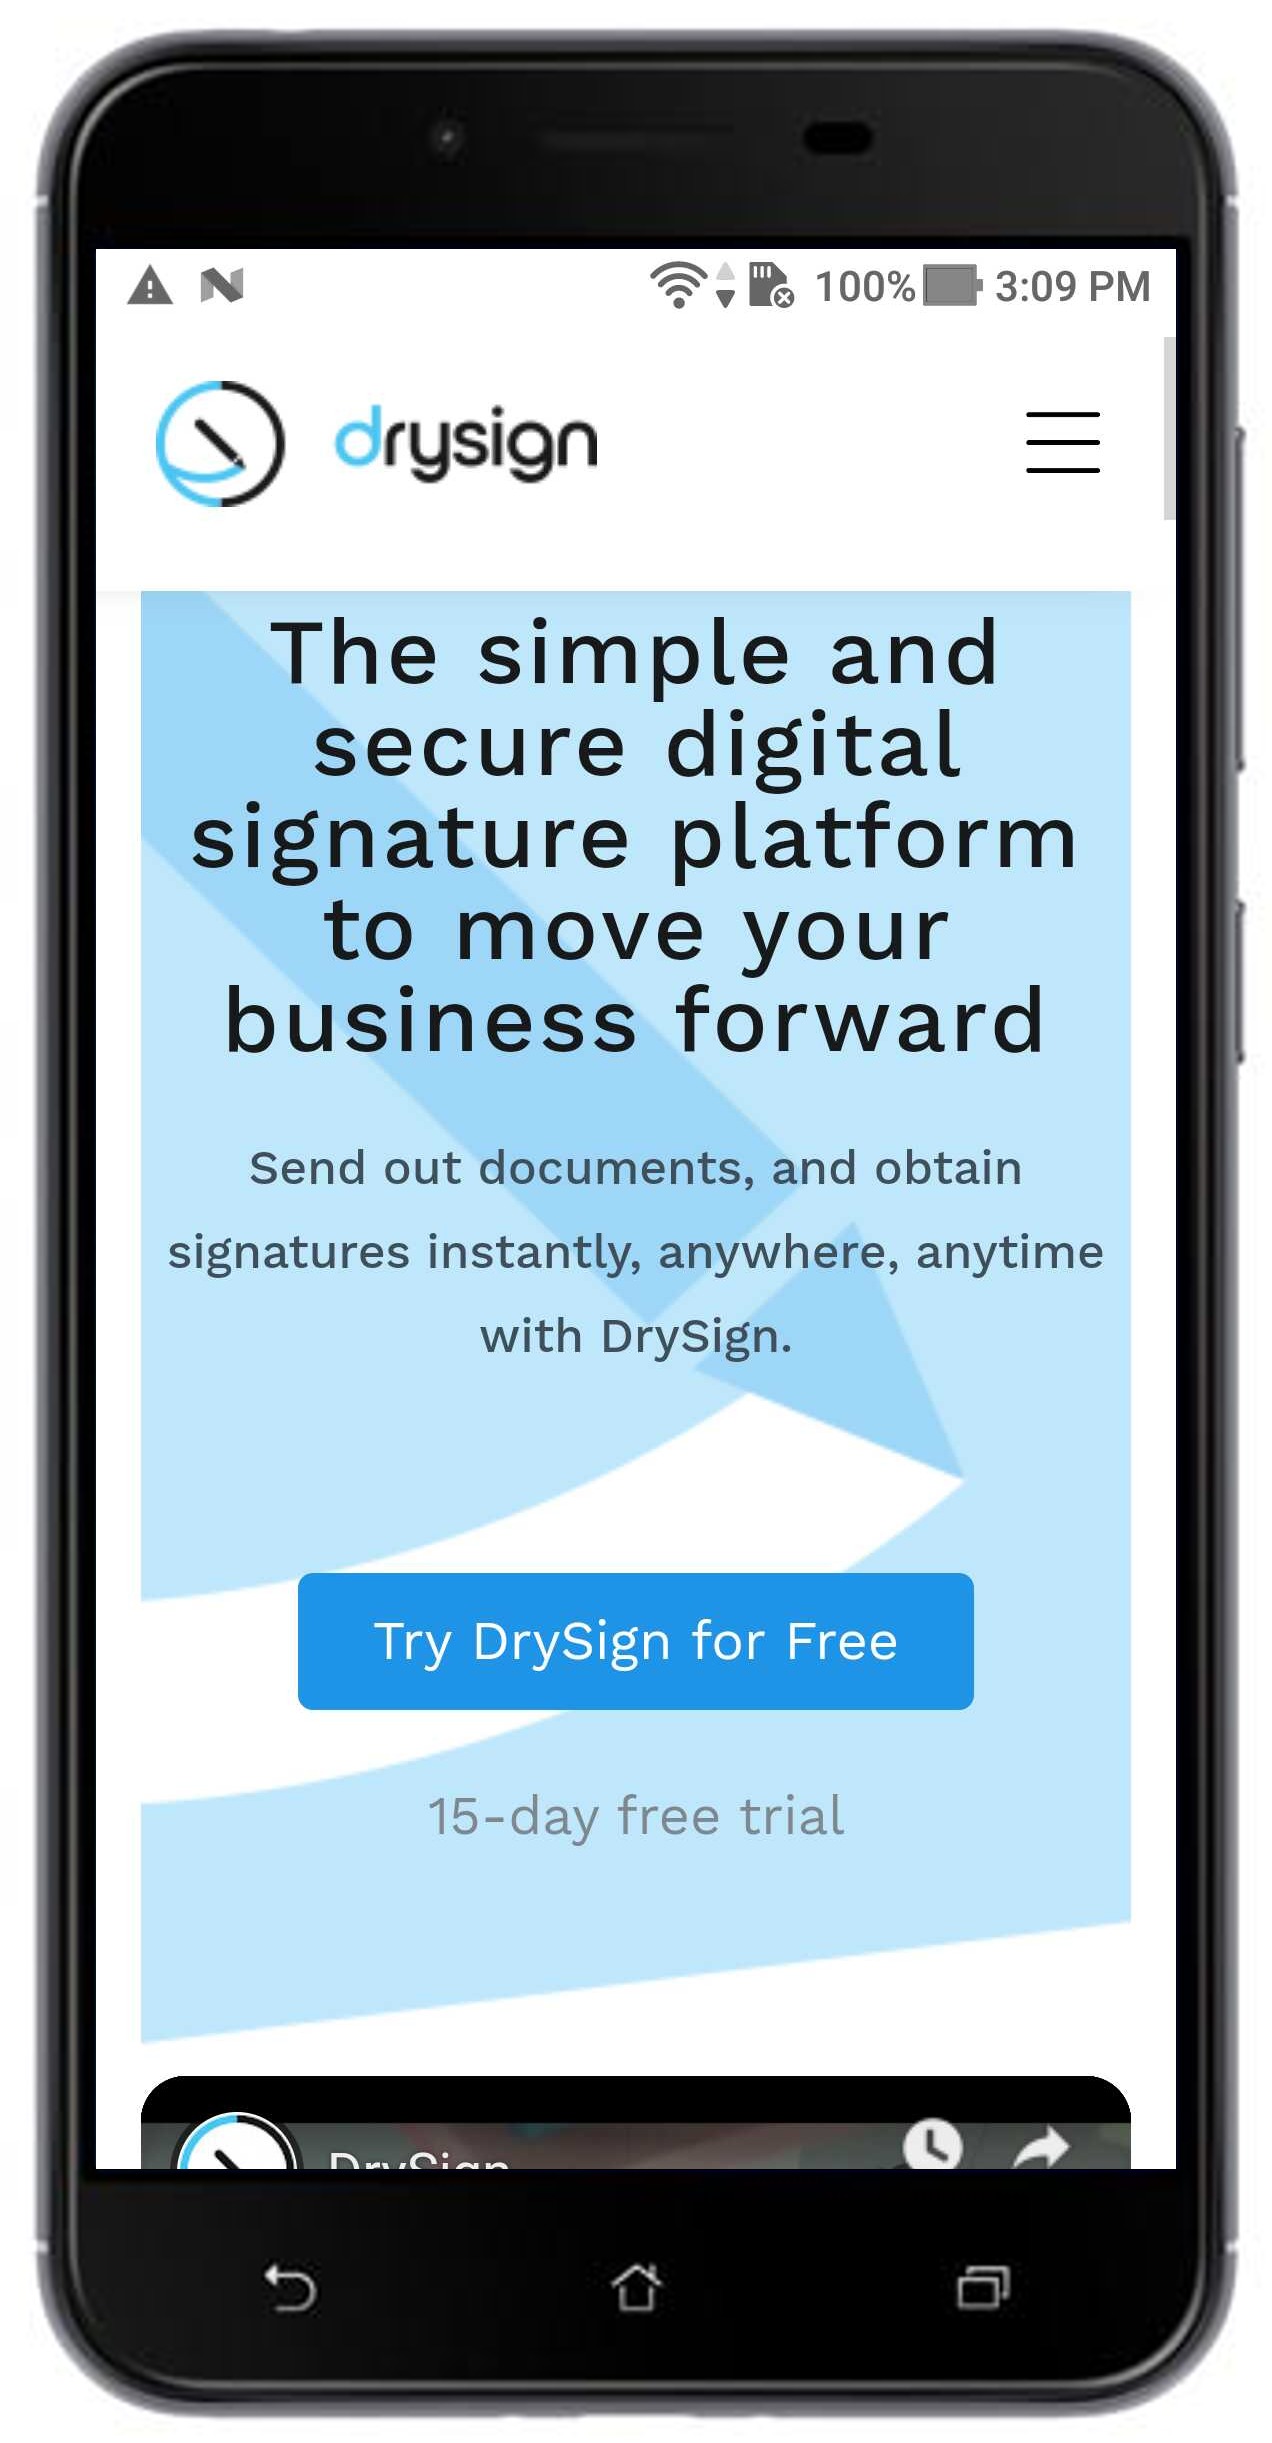 100% 3:09 PM
drysign
The simple and
secure digital
signature platform
to move your
business forward
Send out documents, and obtain
signatures instantly, anywhere, anytime
with DrySign.
Try DrySign for Free
15-day free trial
DrySign